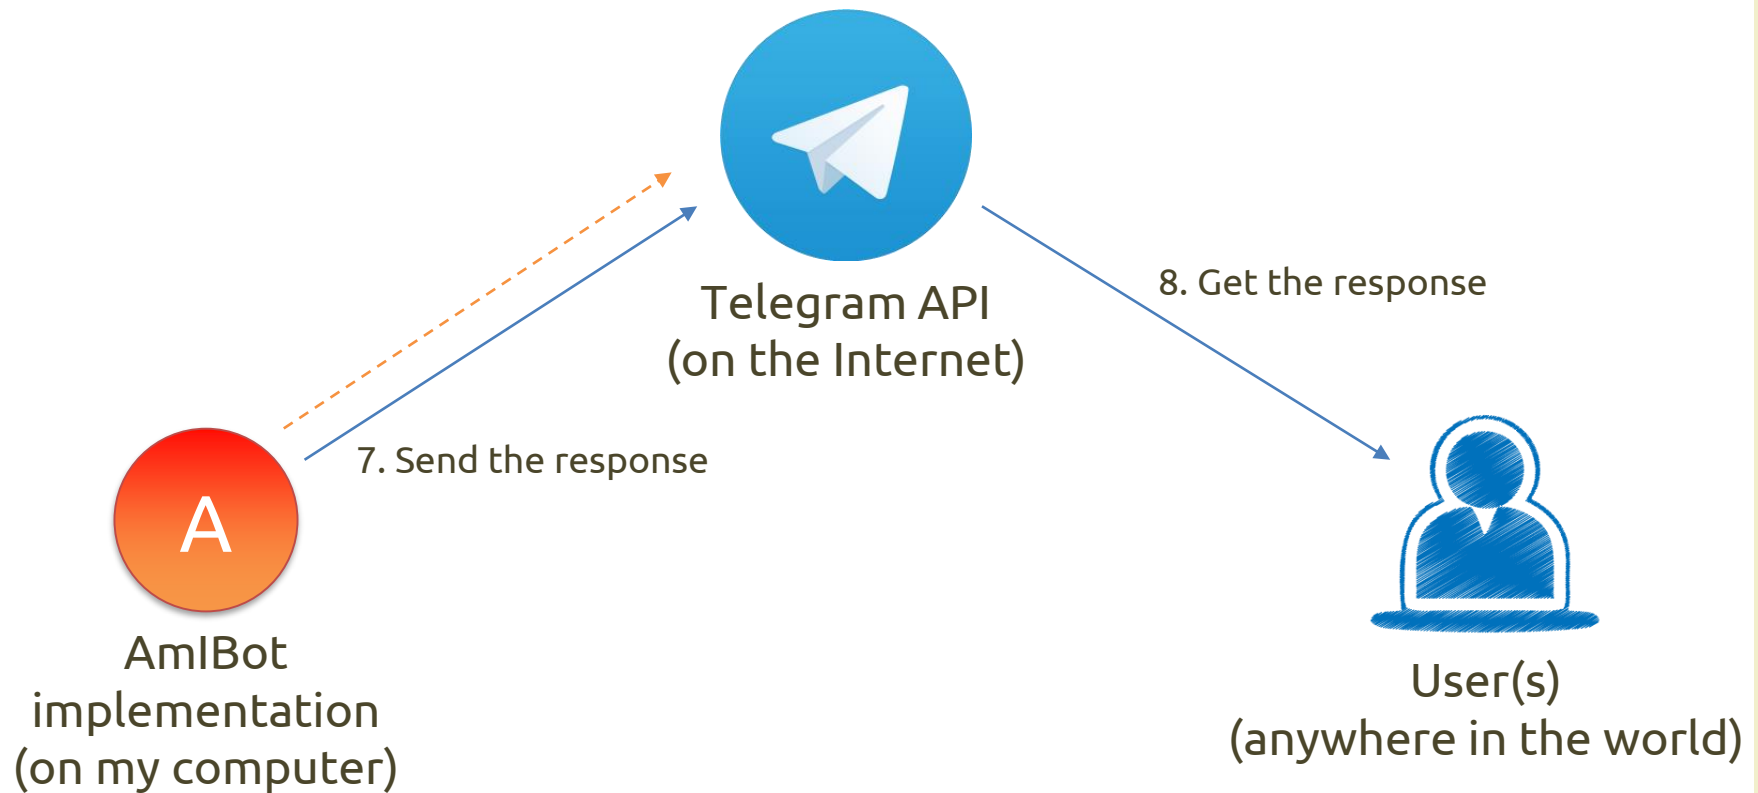 Telegram API
(on the Internet)
8. Get the response
7. Send the response
A
AmIBot
implementation
(on my computer)
User(s)
(anywhere in the world)